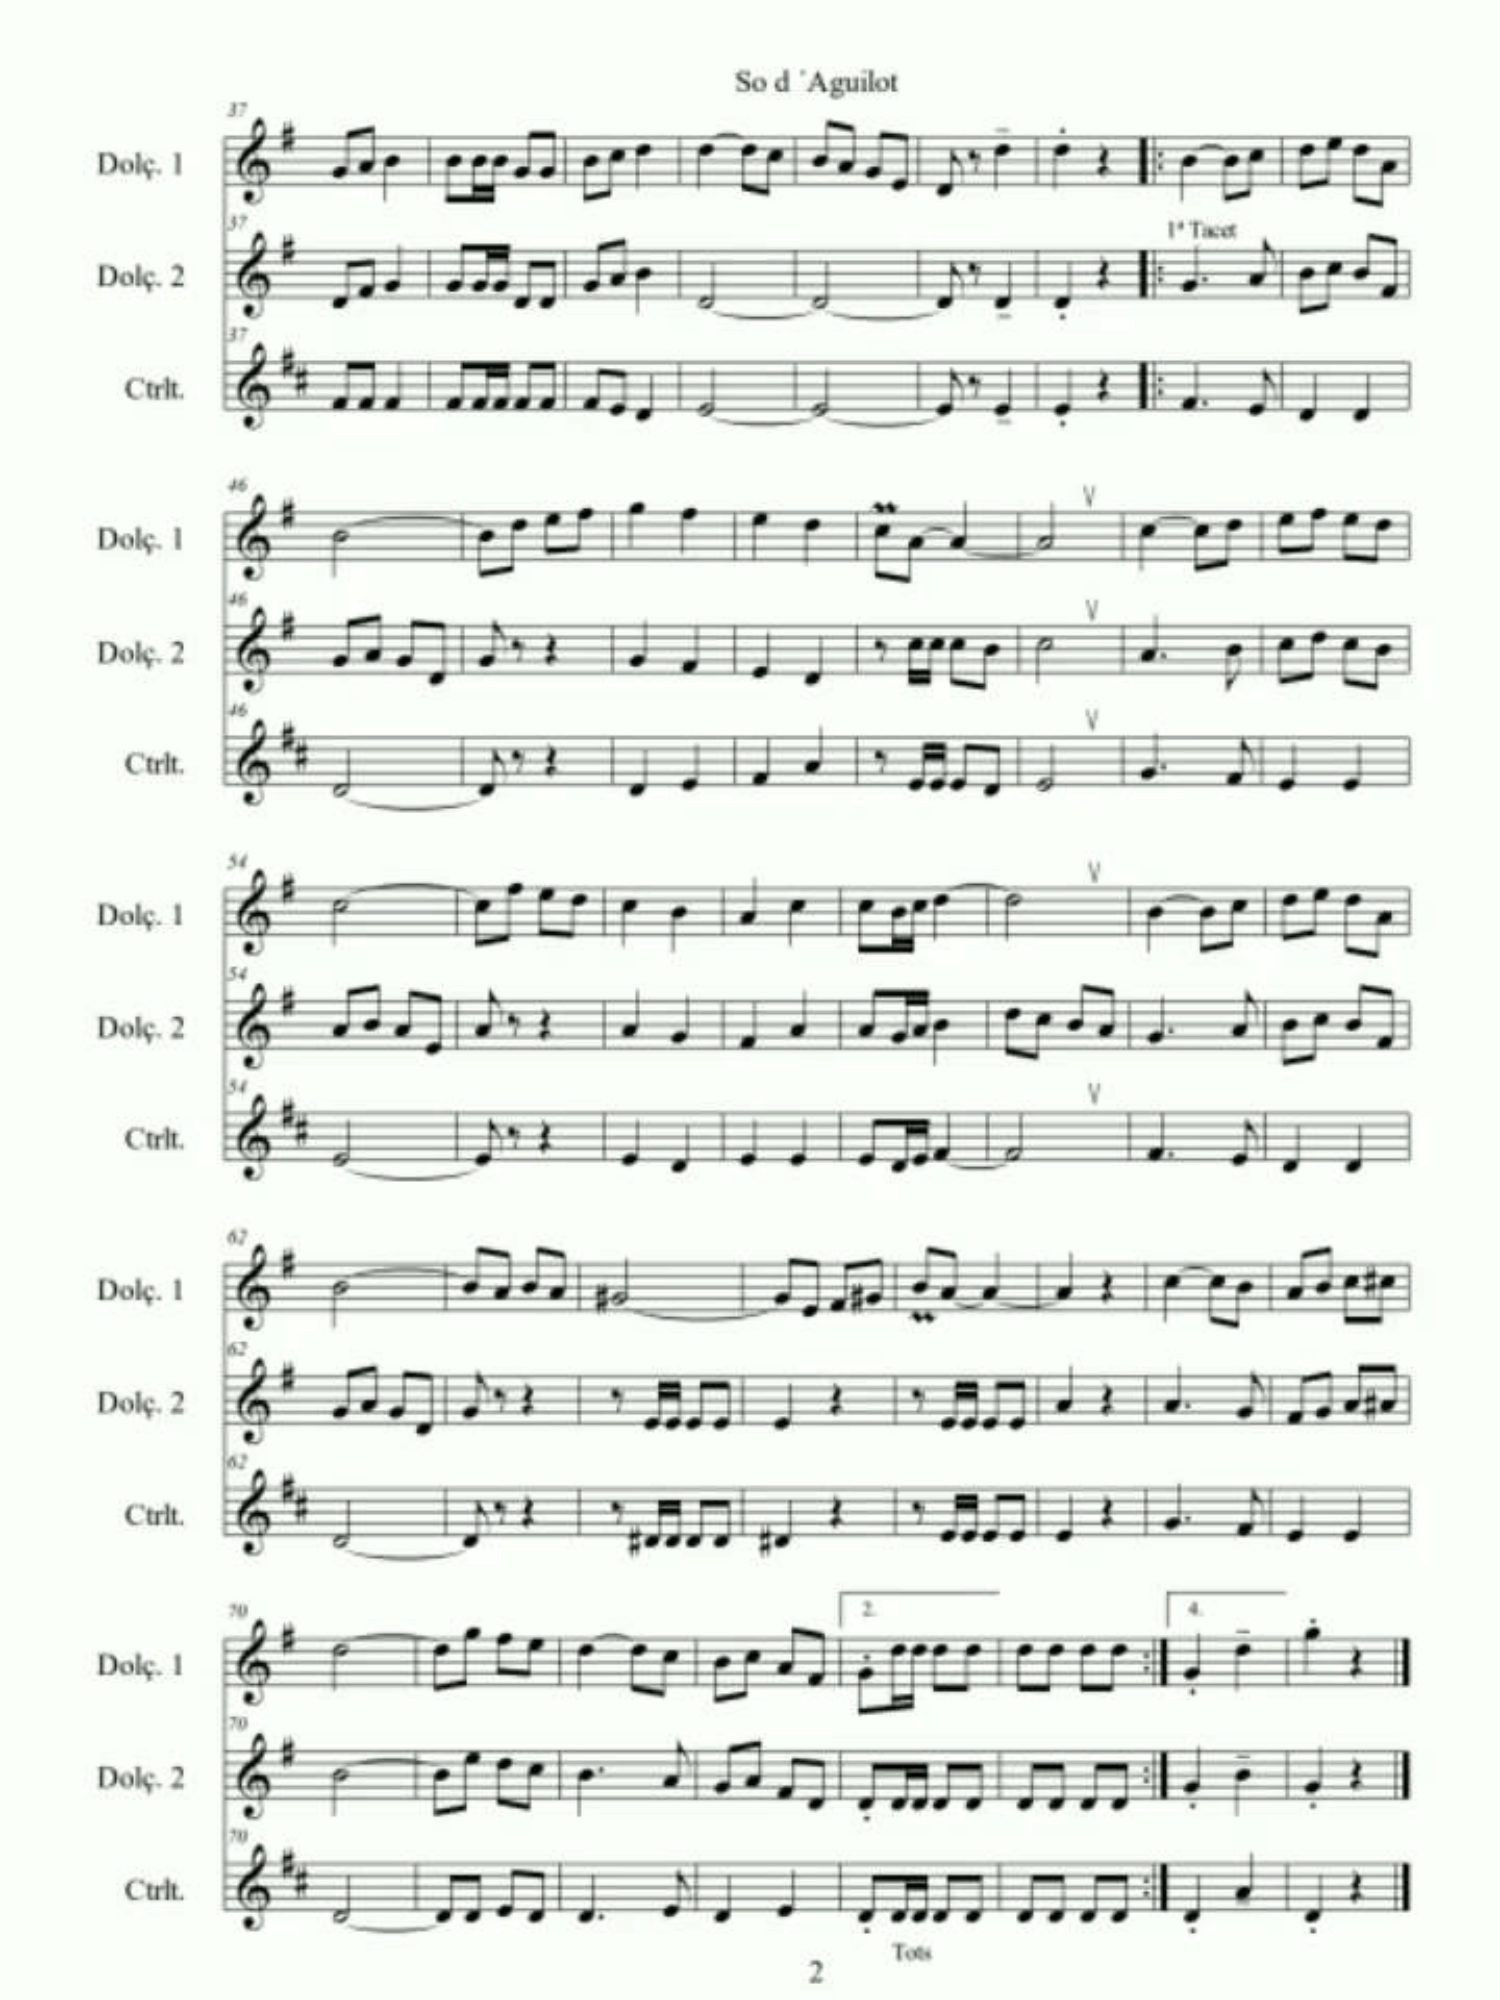 So d ´Aguilot
37
Dolç. 1
37
1ª Tacet
Dolç. 2
37
Ctrlt.
46
Dolç. 1
46
Dolç. 2
46
Ctrlt.
54
Dolç. 1
54
Dolç. 2
54
Ctrlt.
62
Dolç. 1
62
Dolç. 2
62
Ctrlt.
70
2.
4.
Dolç. 1
70
Dolç. 2
70
Ctrlt.
Tots
2